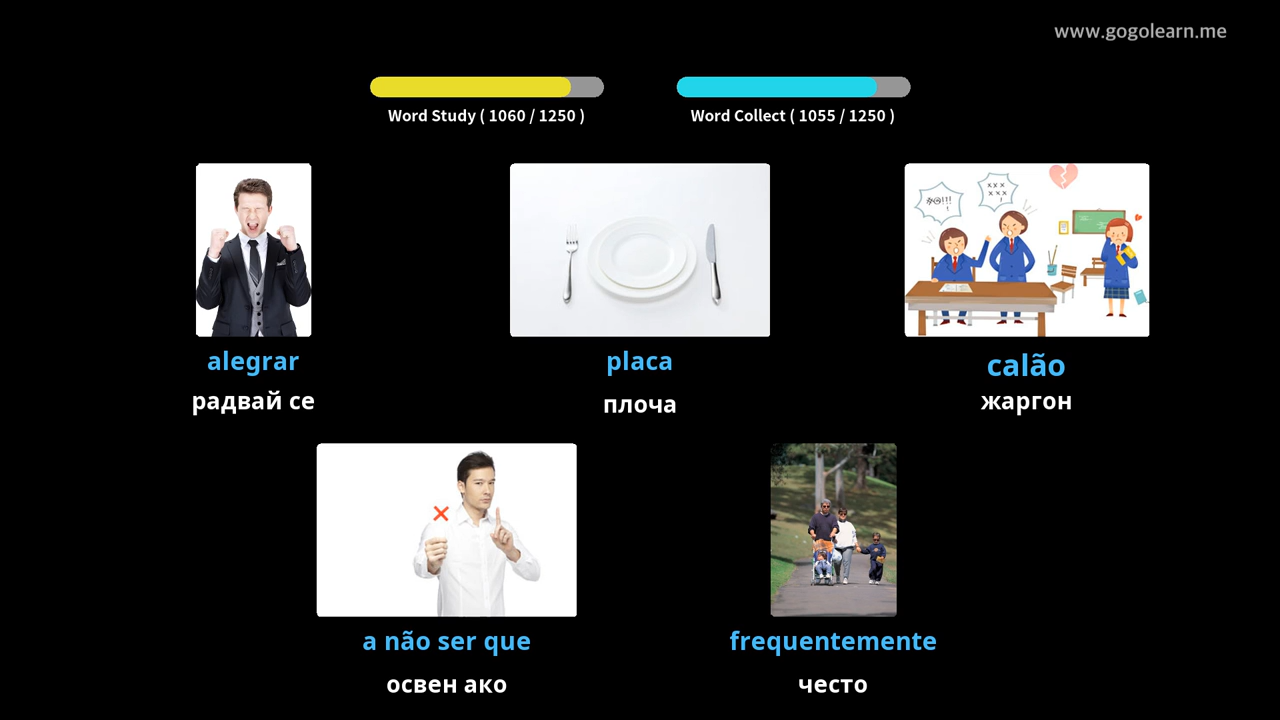 www.gogolearn.me
Word Study ( 1060 / 1250 )
Word Collect ( 1055 / 1250 )
alegrar
радвай се
placa
плоча
calão
жаргон
a não ser que
освен ако
frequentemente
често